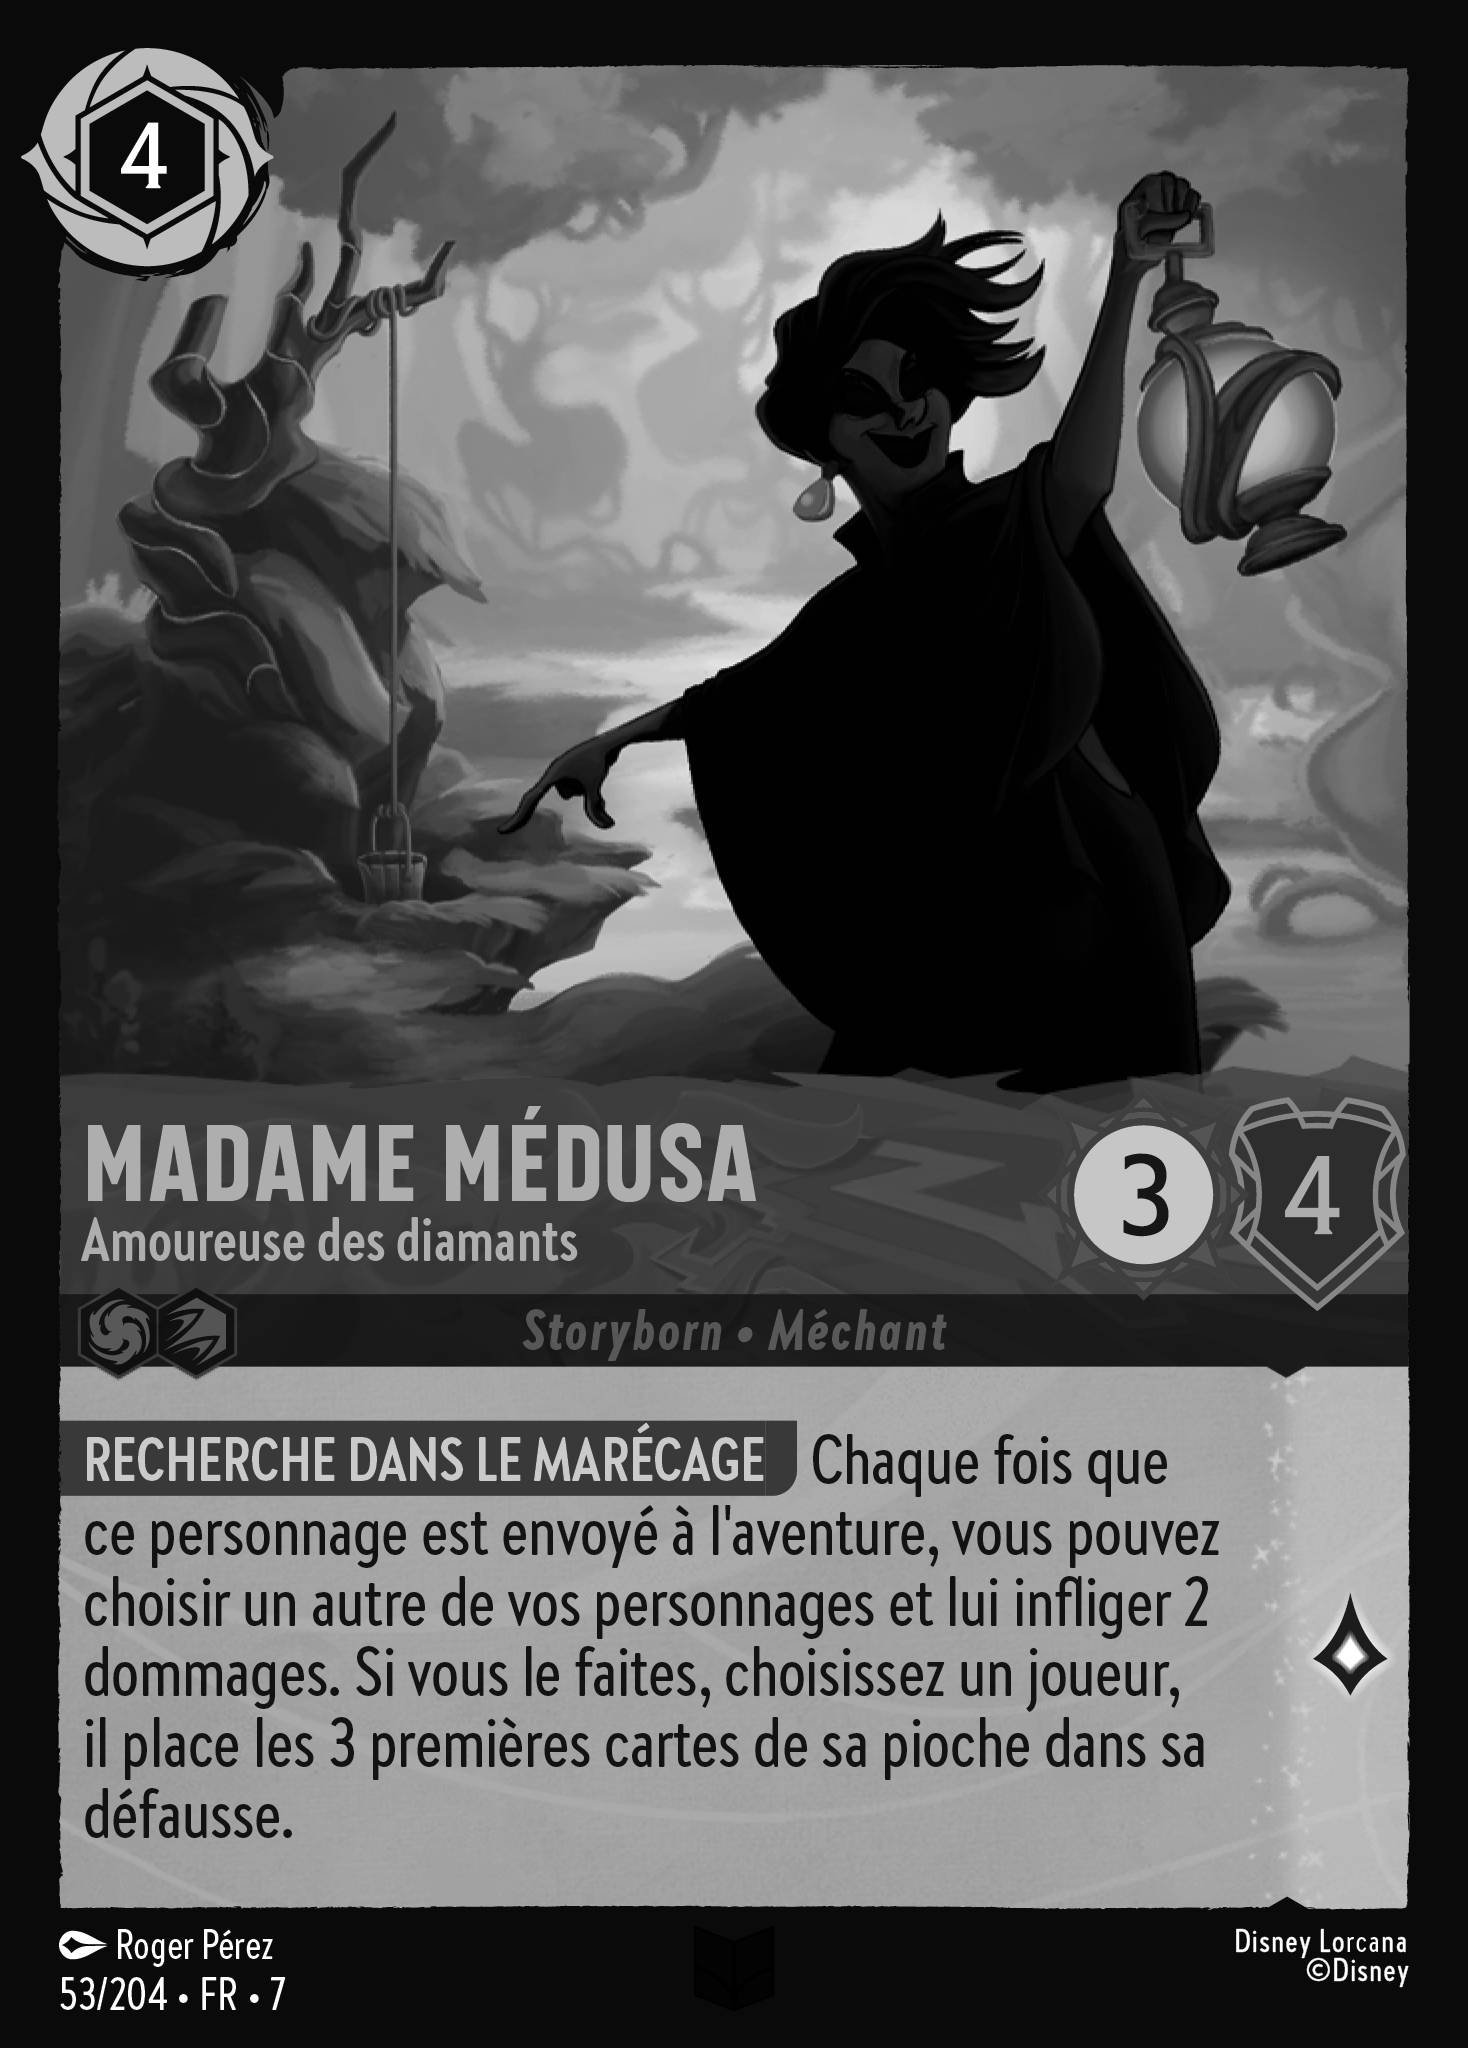 4
MADAME MÉDUSA
Amoureuse des diamants
3 4
Storyborn • Méchant
RECHERCHE DANS LE MARÉCAGE Chaque fois que
ce personnage est envoyé à l'aventure, vous pouvez
choisir un autre de vos personnages et lui infliger 2
dommages. Si vous le faites, choisissez un joueur,
il place les 3 premières cartes de sa pioche dans sa
défausse.
Roger Pérez
53/204 • FR • 7
Disney Lorcana
©Disney